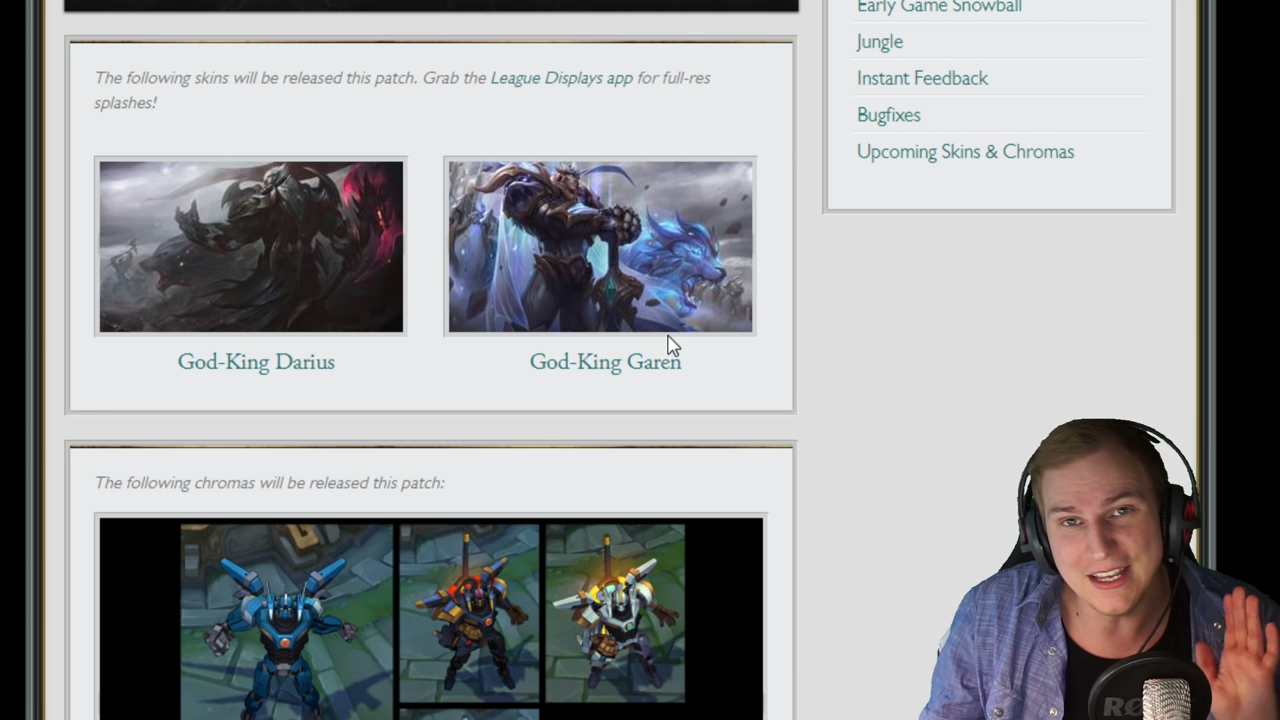 The following skins will be released this patch. Grab the League Displays app for full-res
splashes!
God-King Darius
God-King Garen
The following chromas will be released this patch:
Early Game Snowball
Jungle
Instant Feedback
Bugfixes
Upcoming Skins & Chromas